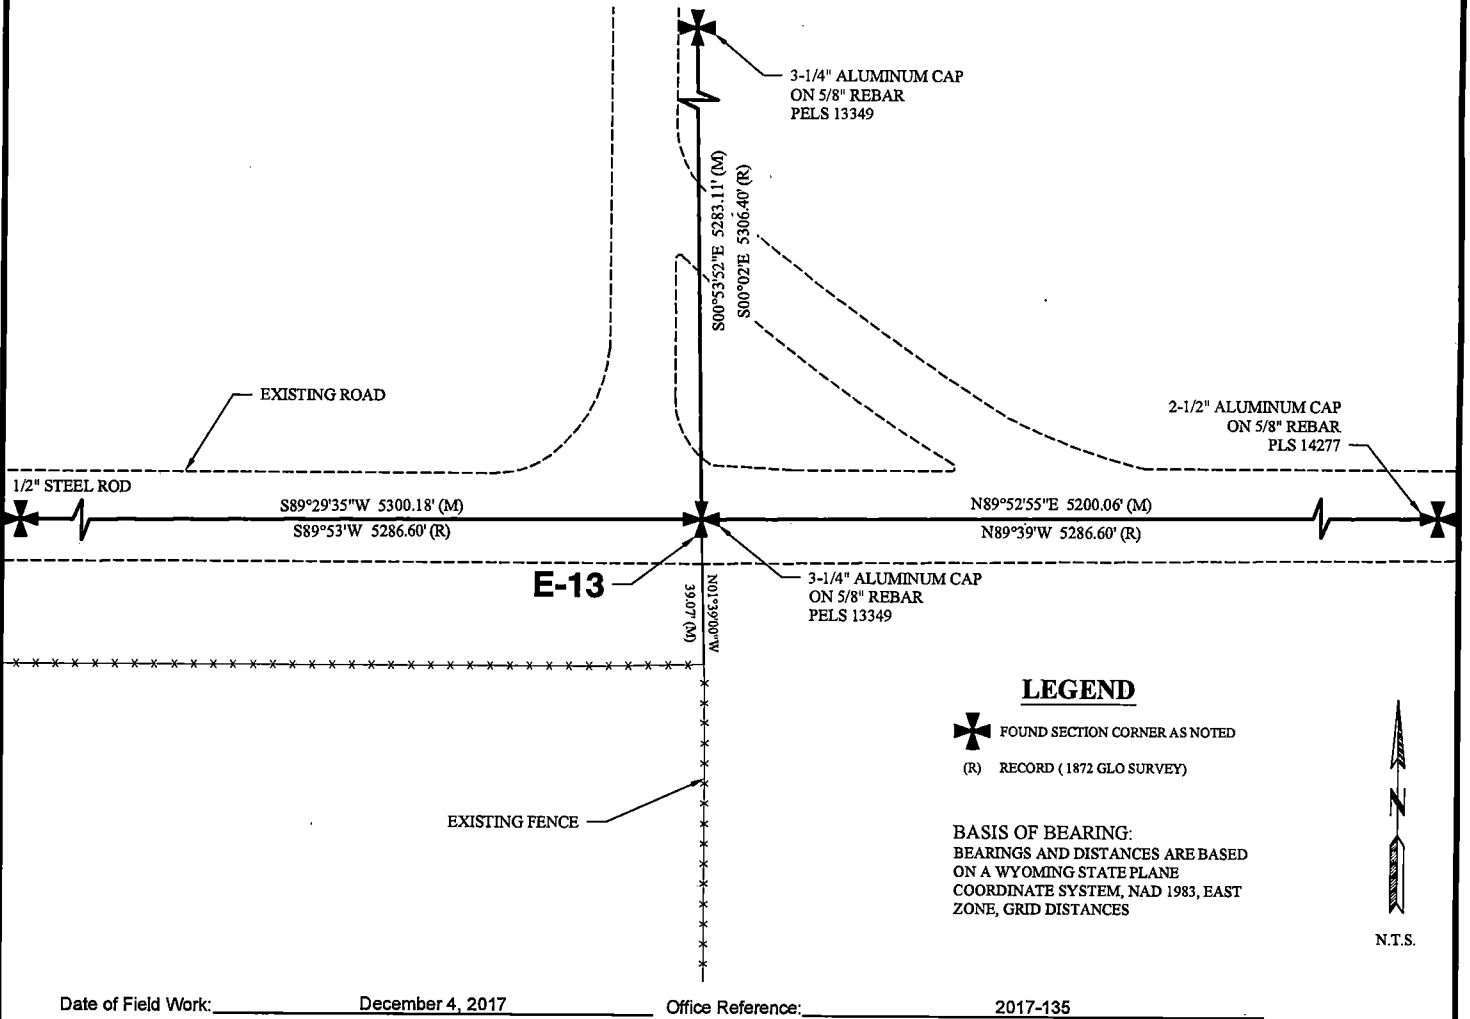 3-1/4" ALUMINUM CAP
ON 5/8" REBAR
PELS 13349
S00°53'52"E 5283.11' (M)
S00°02'E 5306.40' (R)
EXISTING ROAD
2-1/2" ALUMINUM CAP
ON 5/8" REBAR
PLS 14277
1/2" STEEL ROD
S89°29'35"W 5300.18' (M)
S89°53'W 5286.60' (R)
N89°52'55"E 5200.06' (M)
N89°39'W 5286.60' (R)
E-13
3-1/4" ALUMINUM CAP
ON 5/8" REBAR
PELS 13349
N01°39'00"W
39.07' (M)
LEGEND
FOUND SECTION CORNER AS NOTED
(R) RECORD ( 1872 GLO SURVEY)
EXISTING FENCE
BASIS OF BEARING:
BEARINGS AND DISTANCES ARE BASED
ON A WYOMING STATE PLANE
COORDINATE SYSTEM, NAD 1983, EAST
ZONE, GRID DISTANCES
N
N.T.S.
Date of Field Work: December 4, 2017 Office Reference: 2017-135